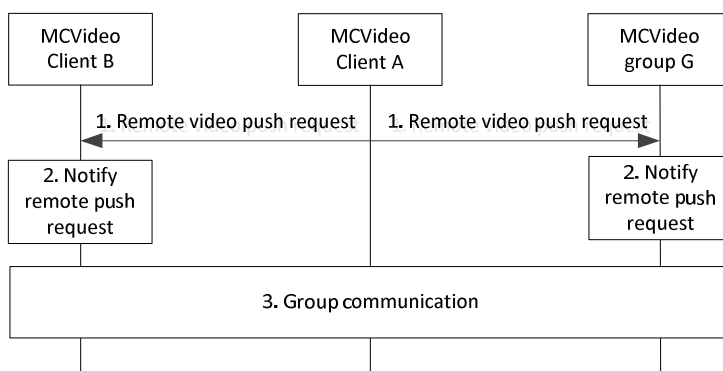 MCVideo
Client B
MCVideo
Client A
MCVideo
group G
1. Remote video push request
1. Remote video push request
2. Notify
remote push
request
2. Notify
remote push
request
3. Group communication